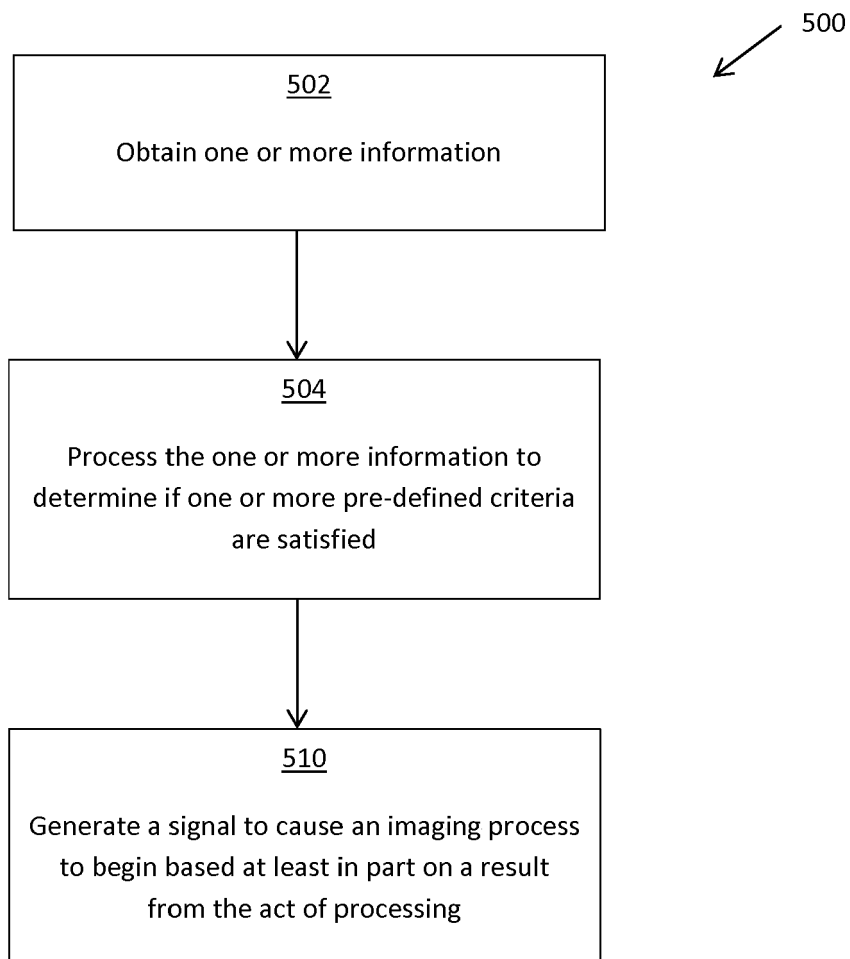 500
502
Obtain one or more information
504
Process the one or more information to
determine if one or more pre-defined criteria
are satisfied
510
Generate a signal to cause an imaging process
to begin based at least in part on a result
from the act of processing